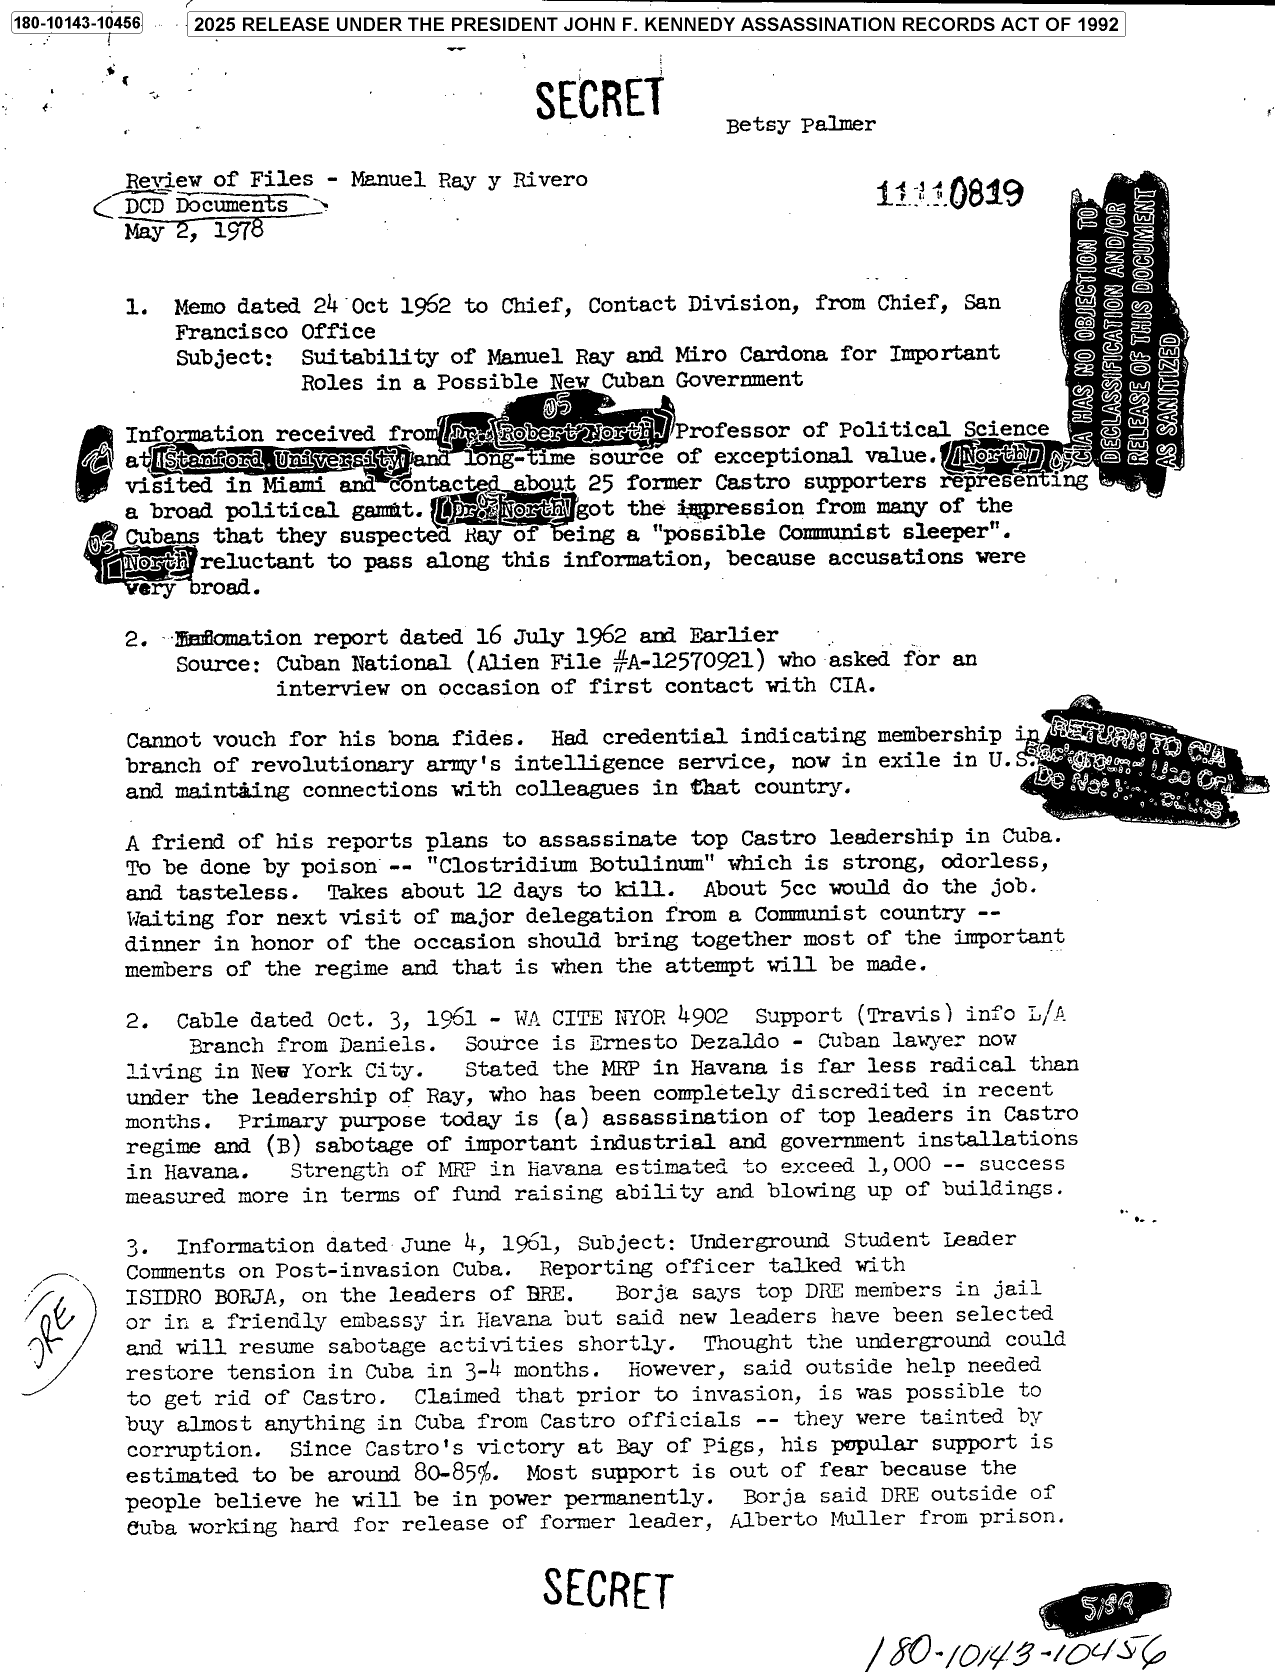 180-10143-10456
2025 RELEASE UNDER THE PRESIDENT JOHN F. KENNEDY ASSASSINATION RECORDS ACT OF 1992
SECRET
Betsy Palmer
Review of Files - Manuel Ray y Rivero
DCD Documents
May 2, 1978
11110819
CIA HAS NO OBJECTION TO
DECLASSIFICATION AND/OR
RELEASE OF THIS DOCUMENT
AS SANITIZED
1. Memo dated 24 Oct 1962 to Chief, Contact Division, from Chief, San
Francisco Office
Subject: Suitability of Manuel Ray and Miro Cardona for Important
Roles in a Possible New Cuban Government
05
Information received from Dr. Robert North, Professor of Political Science
at Stanford University and long-time source of exceptional value. North 05
visited in Miami and contacted about 25 former Castro supporters representing
a broad political gamut. Dr. North got the impression from many of the
05 Cubans that they suspected Ray of being a "possible Communist sleeper".
North reluctant to pass along this information, because accusations were
very broad.
2. Infomation report dated 16 July 1962 and Earlier
Source: Cuban National (Alien File #A-12570921) who asked for an
interview on occasion of first contact with CIA.
Cannot vouch for his bona fides. Had credential indicating membership in
branch of revolutionary army's intelligence service, now in exile in U.S.
and maintaiing connections with colleagues in that country.
RETURN TO CIA
Background Use Only
Do Not
A friend of his reports plans to assassinate top Castro leadership in Cuba.
To be done by poison -- "Clostridium Botulinum" which is strong, odorless,
and tasteless. Takes about 12 days to kill. About 5cc would do the job.
Waiting for next visit of major delegation from a Communist country --
dinner in honor of the occasion should bring together most of the important
members of the regime and that is when the attempt will be made.
2. Cable dated Oct. 3, 1961 - WA CITE NYOR 4902 Support (Travis) info L/A
Branch from Daniels. Source is Ernesto Dezaldo - Cuban lawyer now
living in New York City. Stated the MRP in Havana is far less radical than
under the leadership of Ray, who has been completely discredited in recent
months. Primary purpose today is (a) assassination of top leaders in Castro
regime and (B) sabotage of important industrial and government installations
in Havana. Strength of MRP in Havana estimated to exceed 1,000 -- success
measured more in terms of fund raising ability and blowing up of buildings.
3. Information dated June 4, 1961, Subject: Underground Student Leader
Comments on Post-invasion Cuba. Reporting officer talked with
ISIDRO BORJA, on the leaders of DRE. Borja says top DRE members in jail
or in a friendly embassy in Havana but said new leaders have been selected
and will resume sabotage activities shortly. Thought the underground could
restore tension in Cuba in 3-4 months. However, said outside help needed
to get rid of Castro. Claimed that prior to invasion, is was possible to
buy almost anything in Cuba from Castro officials -- they were tainted by
corruption. Since Castro's victory at Bay of Pigs, his popular support is
estimated to be around 80-85%. Most support is out of fear because the
people believe he will be in power permanently. Borja said DRE outside of
Cuba working hard for release of former leader, Alberto Muller from prison.
DRE
SECRET
180-10143-10456